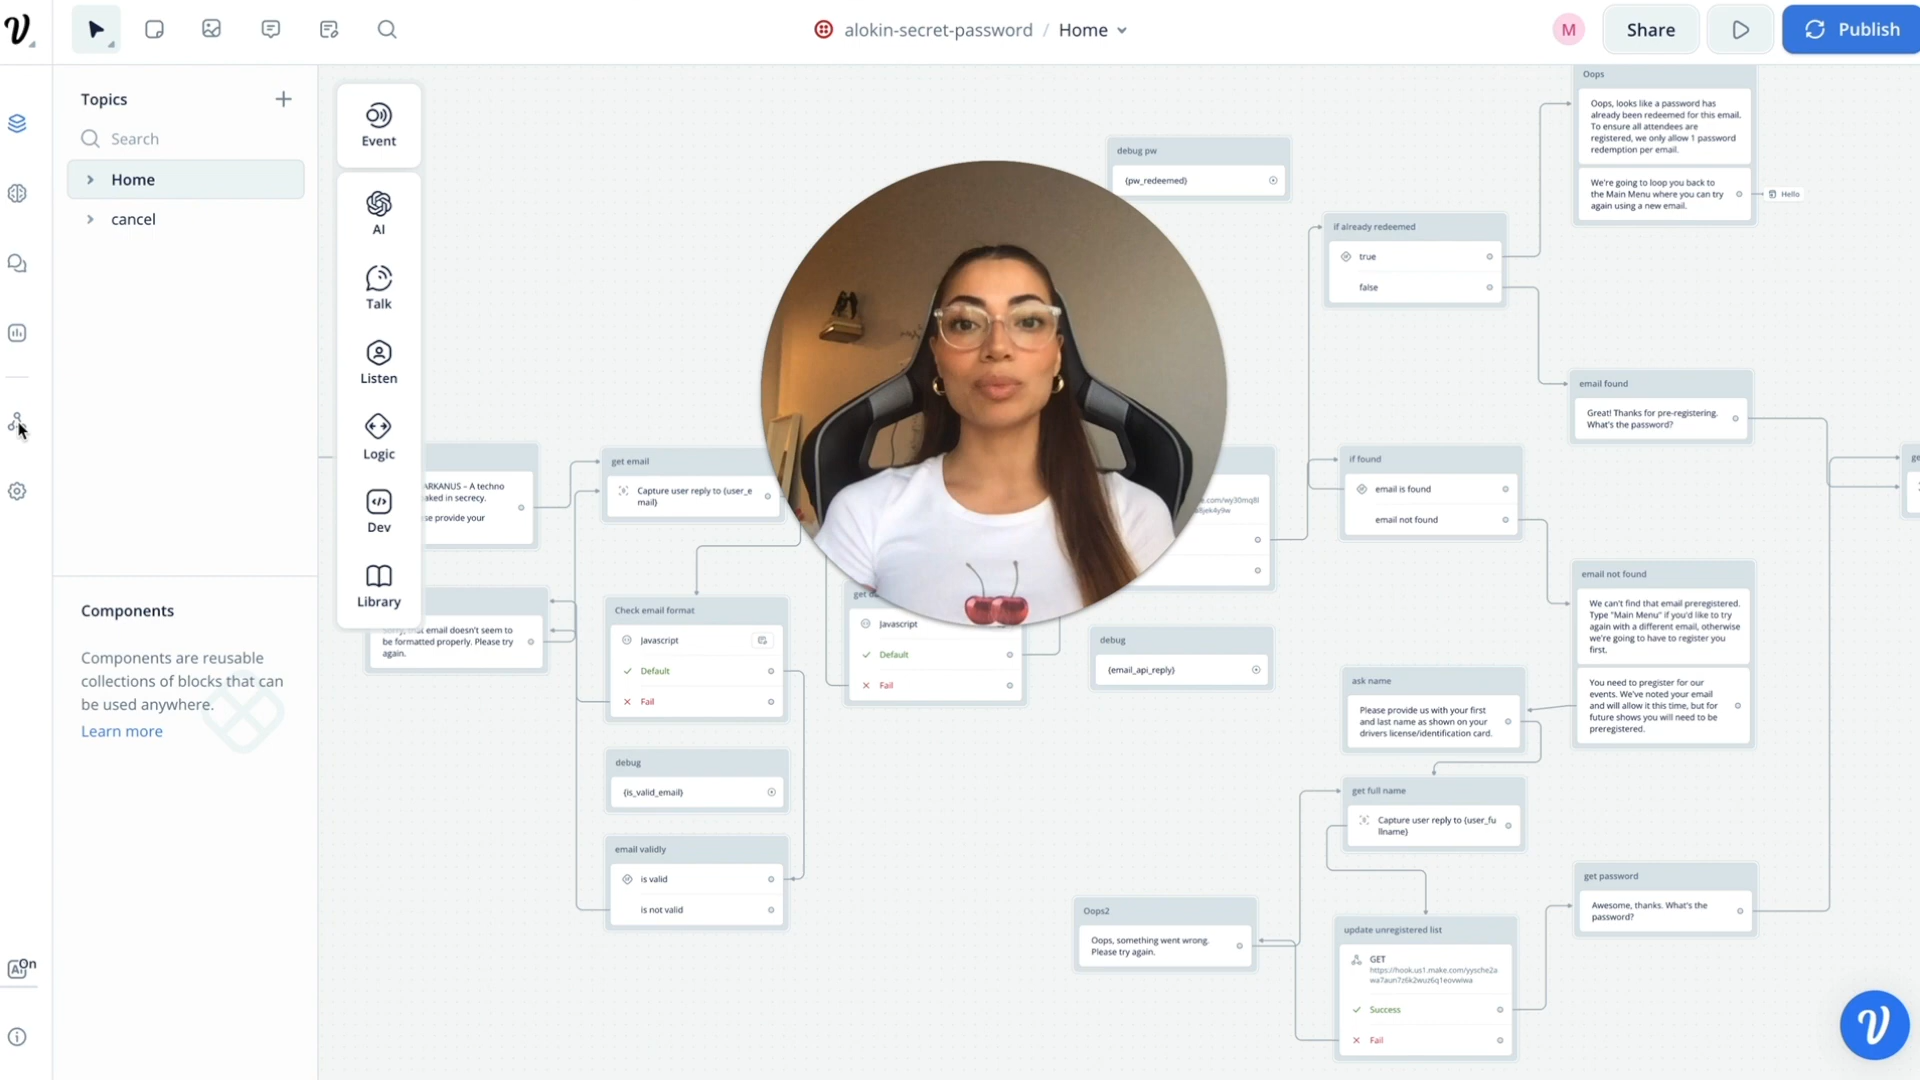 alokin-secret-password / Home
M
Share
Publish
Topics
Search
Home
cancel
Event
AI
Talk
Listen
Logic
Dev
Library
Components
Components are reusable
collections of blocks that can
be used anywhere.
Learn more
On
ARKANUS – A techno
aked in secrecy.
se provide your
email doesn't seem to
be formatted properly. Please try
again.
get email
Capture user reply to {user_e
mail}
Check email format
Javascript
Default
Fail
debug
{is_valid_email}
email validly
is valid
is not valid
get
Javascript
Default
Fail
debug pw
{pw_redeemed}
debug
{email_api_reply}
if already redeemed
true
false
if found
email is found
email not found
Oops
Oops, looks like a password has
already been redeemed for this email.
To ensure all attendees are
registered, we only allow 1 password
redemption per email.
We're going to loop you back to
the Main Menu where you can try
again using a new email.
Hello
email found
Great! Thanks for pre-registering.
What's the password?
email not found
We can't find that email preregistered.
Type "Main Menu" if you'd like to try
again with a different email, otherwise
we're going to have to register you
first.
You need to pregister for our
events. We've noted your email
and will allow it this time, but for
future shows you will need to be
preregistered.
ask name
Please provide us with your first
and last name as shown on your
drivers license/identification card.
get full name
Capture user reply to {user_fu
llname}
Oops2
Oops, something went wrong.
Please try again.
update unregistered list
GET
Success
Fail
get password
Awesome, thanks. What's the
password?